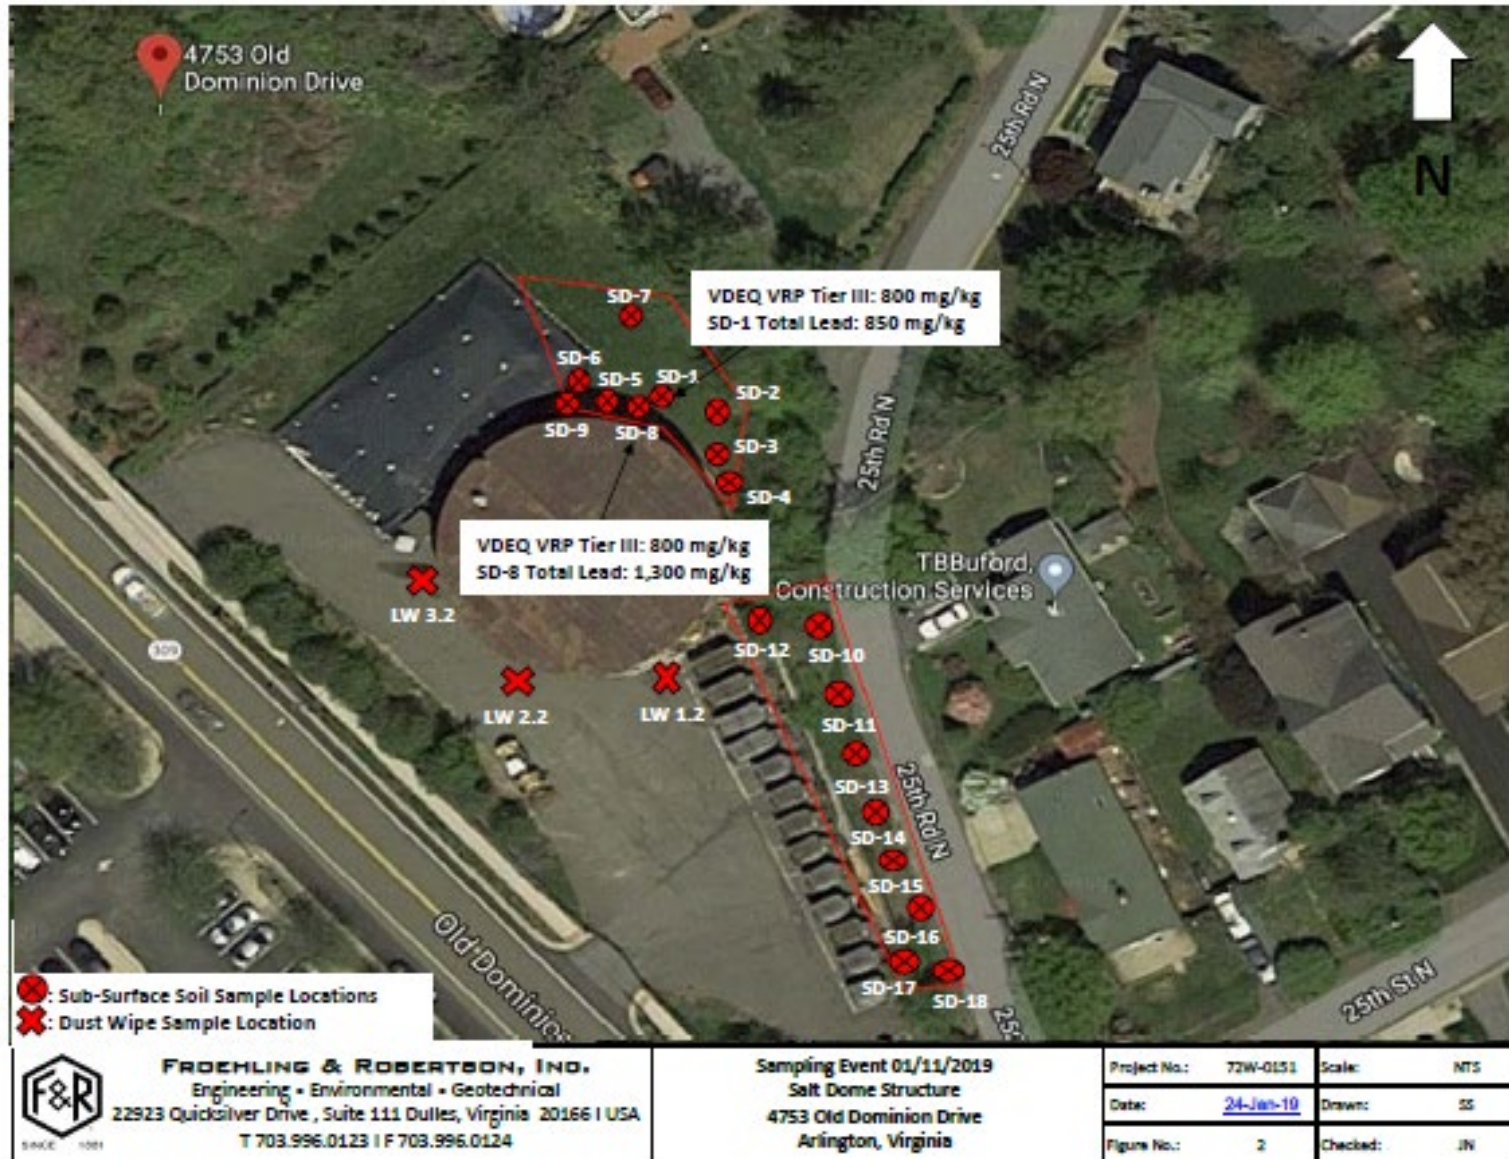 4753 Old
Dominion Drive
25th Rd N
N
SD-7
VDEQ VRP Tier III: 800 mg/kg
SD-1 Total Lead: 850 mg/kg
SD-6
SD-5
SD-1
SD-2
SD-9
SD-8
SD-3
SD-4
25th Rd N
VDEQ VRP Tier III: 800 mg/kg
SD-8 Total Lead: 1,300 mg/kg
TBBuford,
Construction Services
LW 3.2
309
SD-12
SD-10
LW 2.2
LW 1.2
SD-11
SD-13
25th Rd N
SD-14
SD-15
SD-16
SD-17
SD-18
Old Dominion
25th St N
: Sub-Surface Soil Sample Locations
: Dust Wipe Sample Location
F&R
SINCE 1881
FROEHLING & ROBERTSON, INC.
Engineering • Environmental • Geotechnical
22923 Quicksilver Drive , Suite 111 Dulles, Virginia 20166 I USA
T 703.996.0123 I F 703.996.0124
Sampling Event 01/11/2019
Salt Dome Structure
4753 Old Dominion Drive
Arlington, Virginia
Project No.: 72W-0151 Scale: NTS
Date: 24-Jan-19 Drawn: SS
Figure No.: 2 Checked: JN